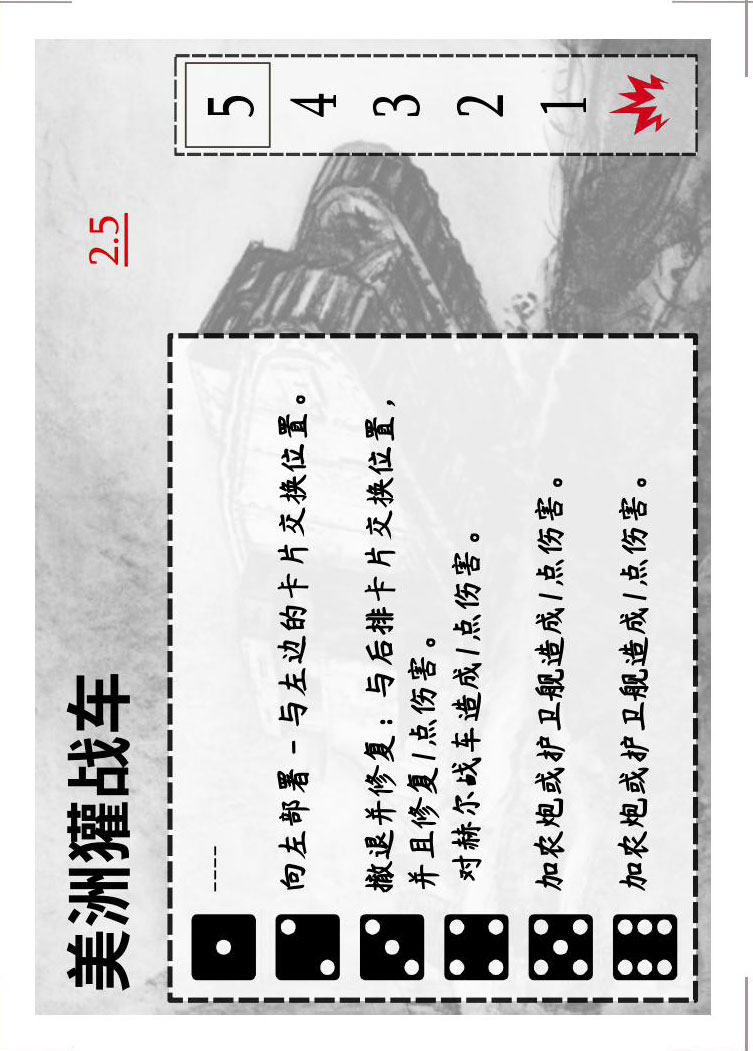 美洲獾战车
2.5
5
4
3
2
1
----
向左部署 - 与左边的卡片交换位置。
撤退并修复：与后排卡片交换位置，
并且修复1点伤害。
对赫尔战车造成1点伤害。
加农炮或护卫舰造成1点伤害。
加农炮或护卫舰造成1点伤害。